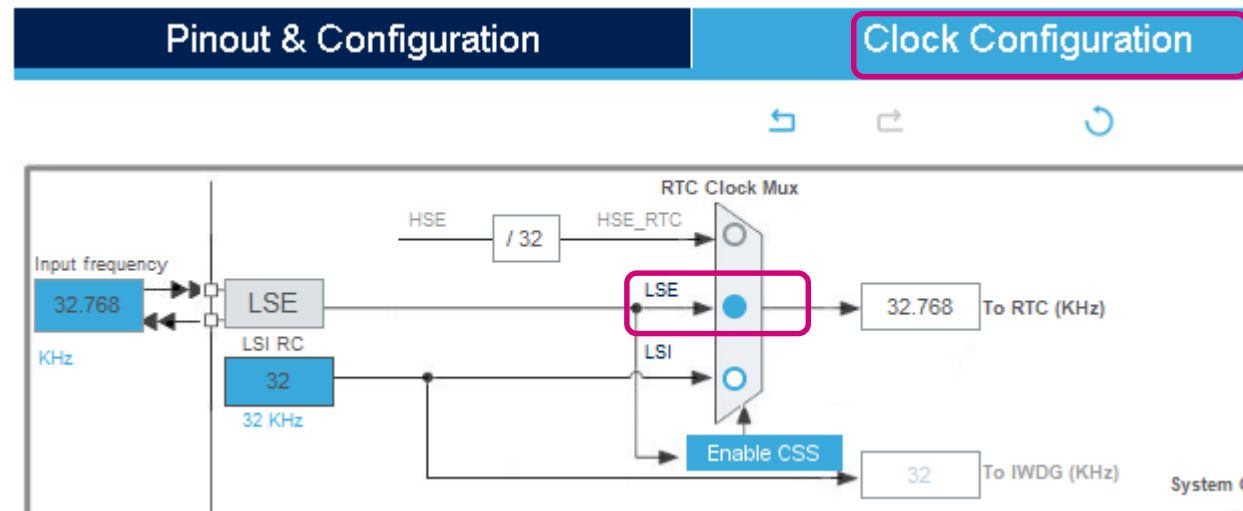 Pinout & Configuration
Clock Configuration
RTC Clock Mux
HSE
/ 32
HSE_RTC
Input frequency
32.768
KHz
LSE
LSE
32.768
To RTC (KHz)
LSI RC
LSI
32
32 KHz
Enable CSS
32
To IWDG (KHz)
System